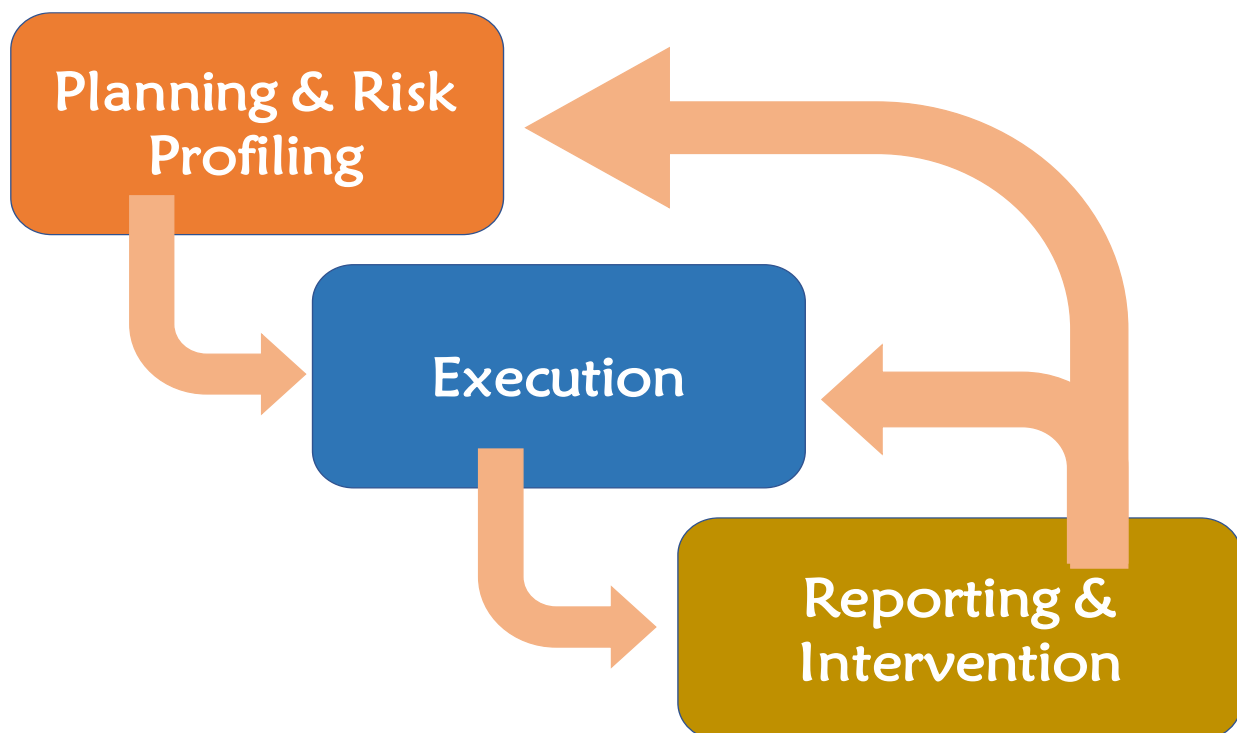 Planning & Risk
Profiling
Execution
Reporting &
Intervention